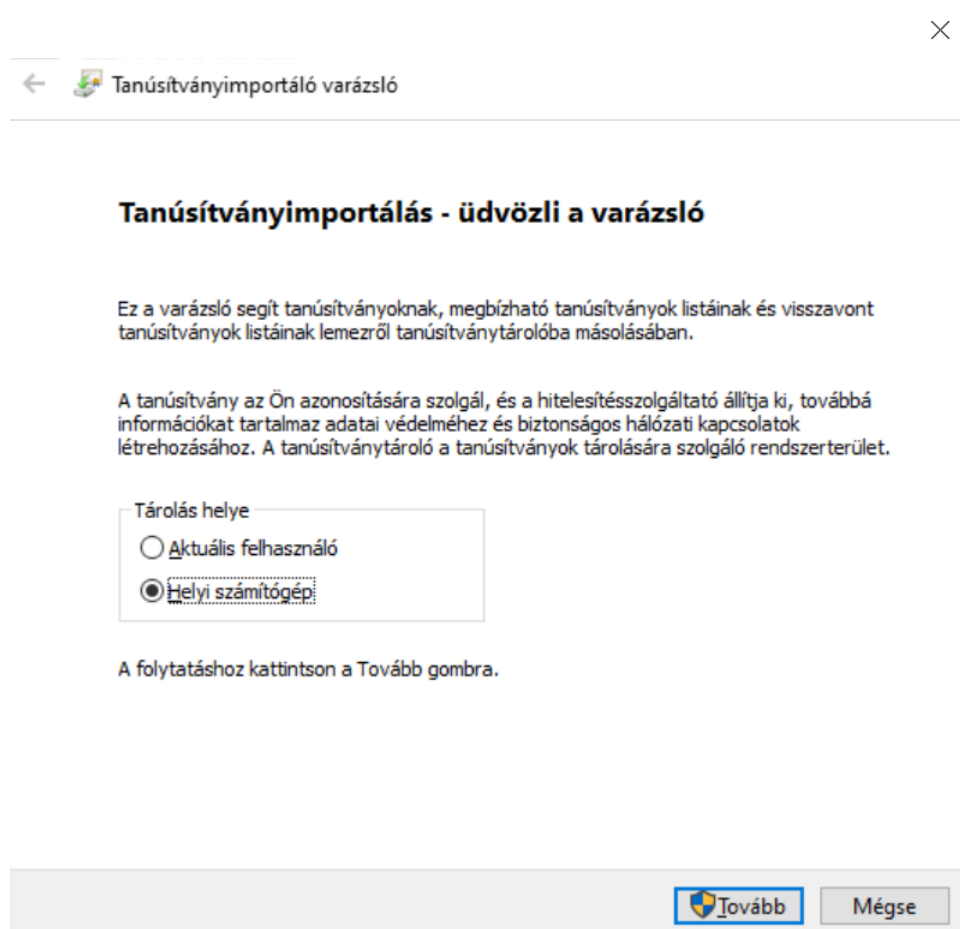 Tanúsítványimportáló varázsló
Tanúsítványimportálás - üdvözli a varázsló
Ez a varázsló segít tanúsítványoknak, megbízható tanúsítványok listáinak és visszavont
tanúsítványok listáinak lemezről tanúsítványtárolóba másolásában.
A tanúsítvány az Ön azonosítására szolgál, és a hitelesítésszolgáltató állítja ki, továbbá
információkat tartalmaz adatai védelméhez és biztonságos hálózati kapcsolatok
létrehozásához. A tanúsítványtároló a tanúsítványok tárolására szolgáló rendszerterület.
Tárolás helye
Aktuális felhasználó
Helyi számítógép
A folytatáshoz kattintson a Tovább gombra.
Tovább
Mégse